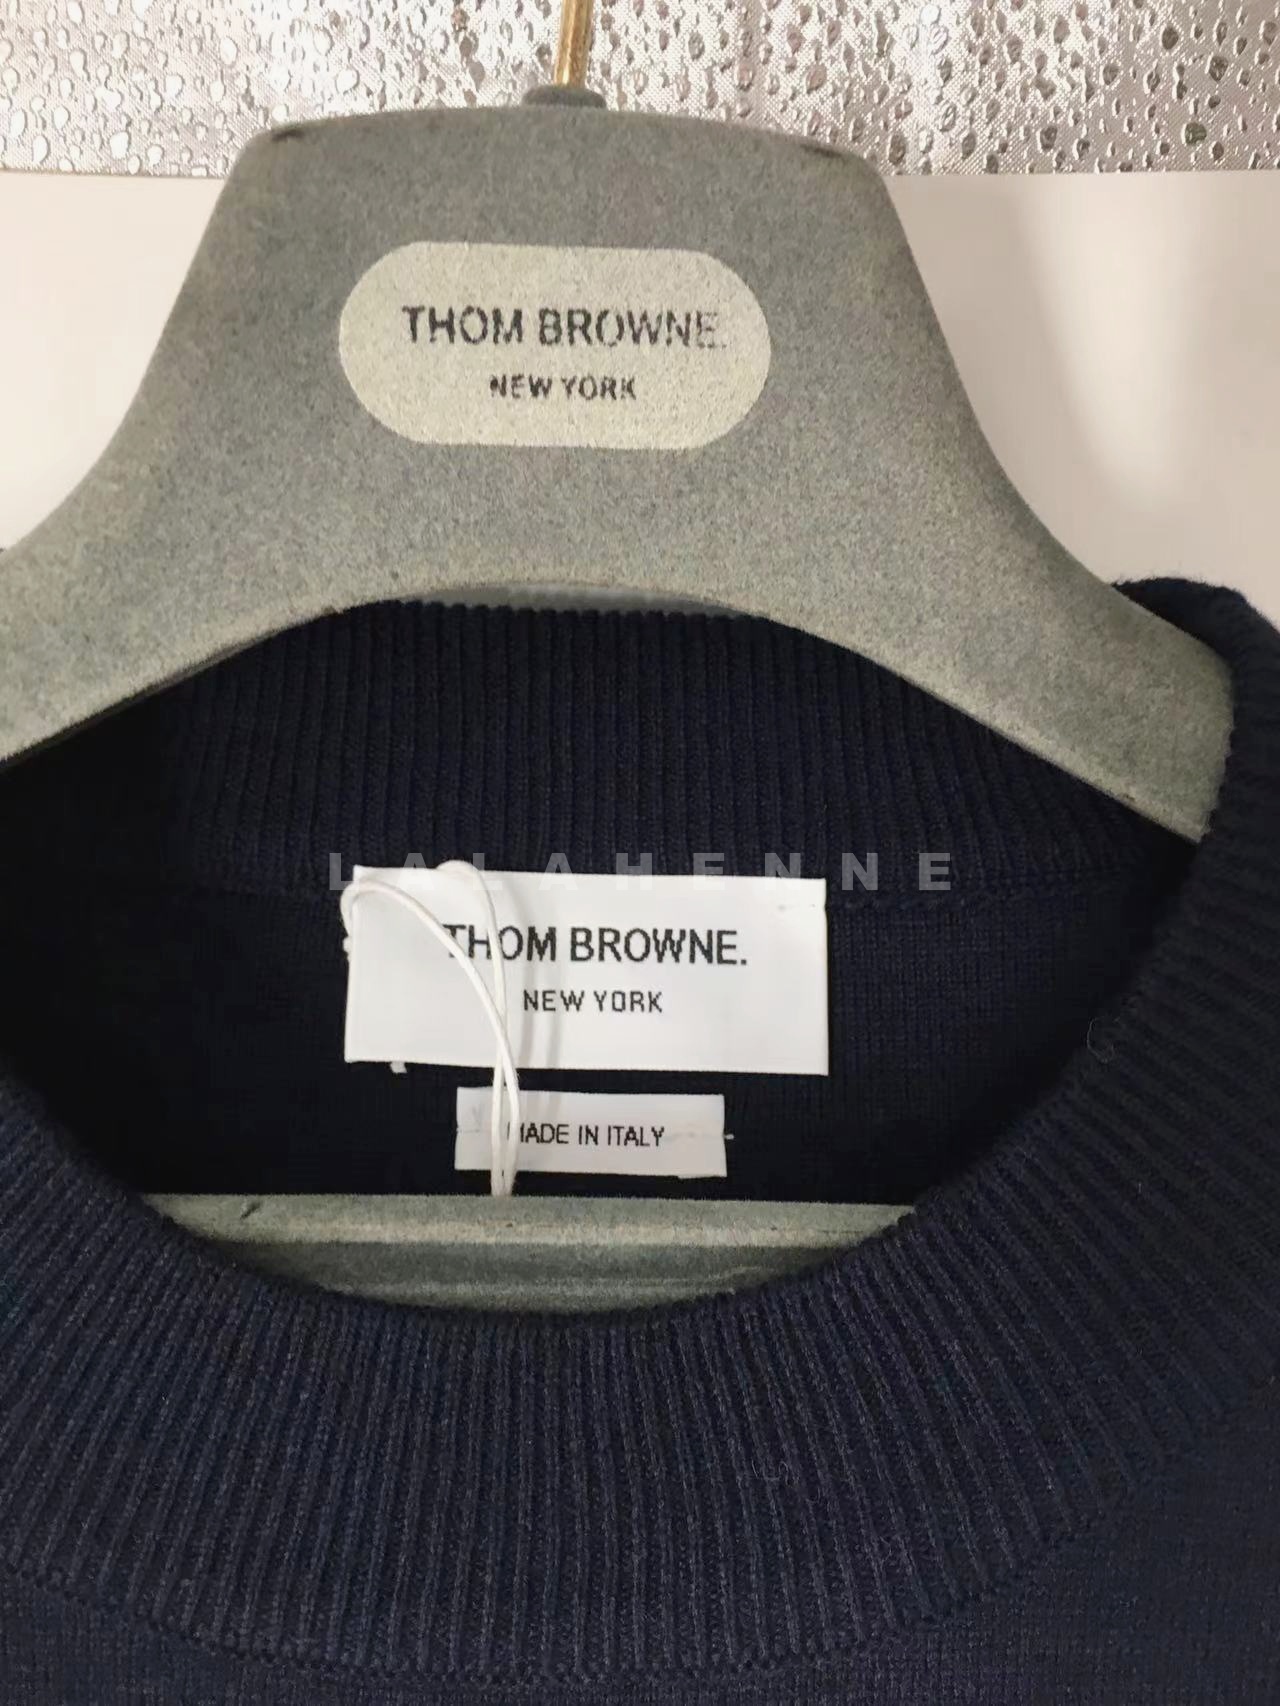 THOM BROWNE.
NEW YORK
LALAHENNE
THOM BROWNE.
NEW YORK
MADE IN ITALY